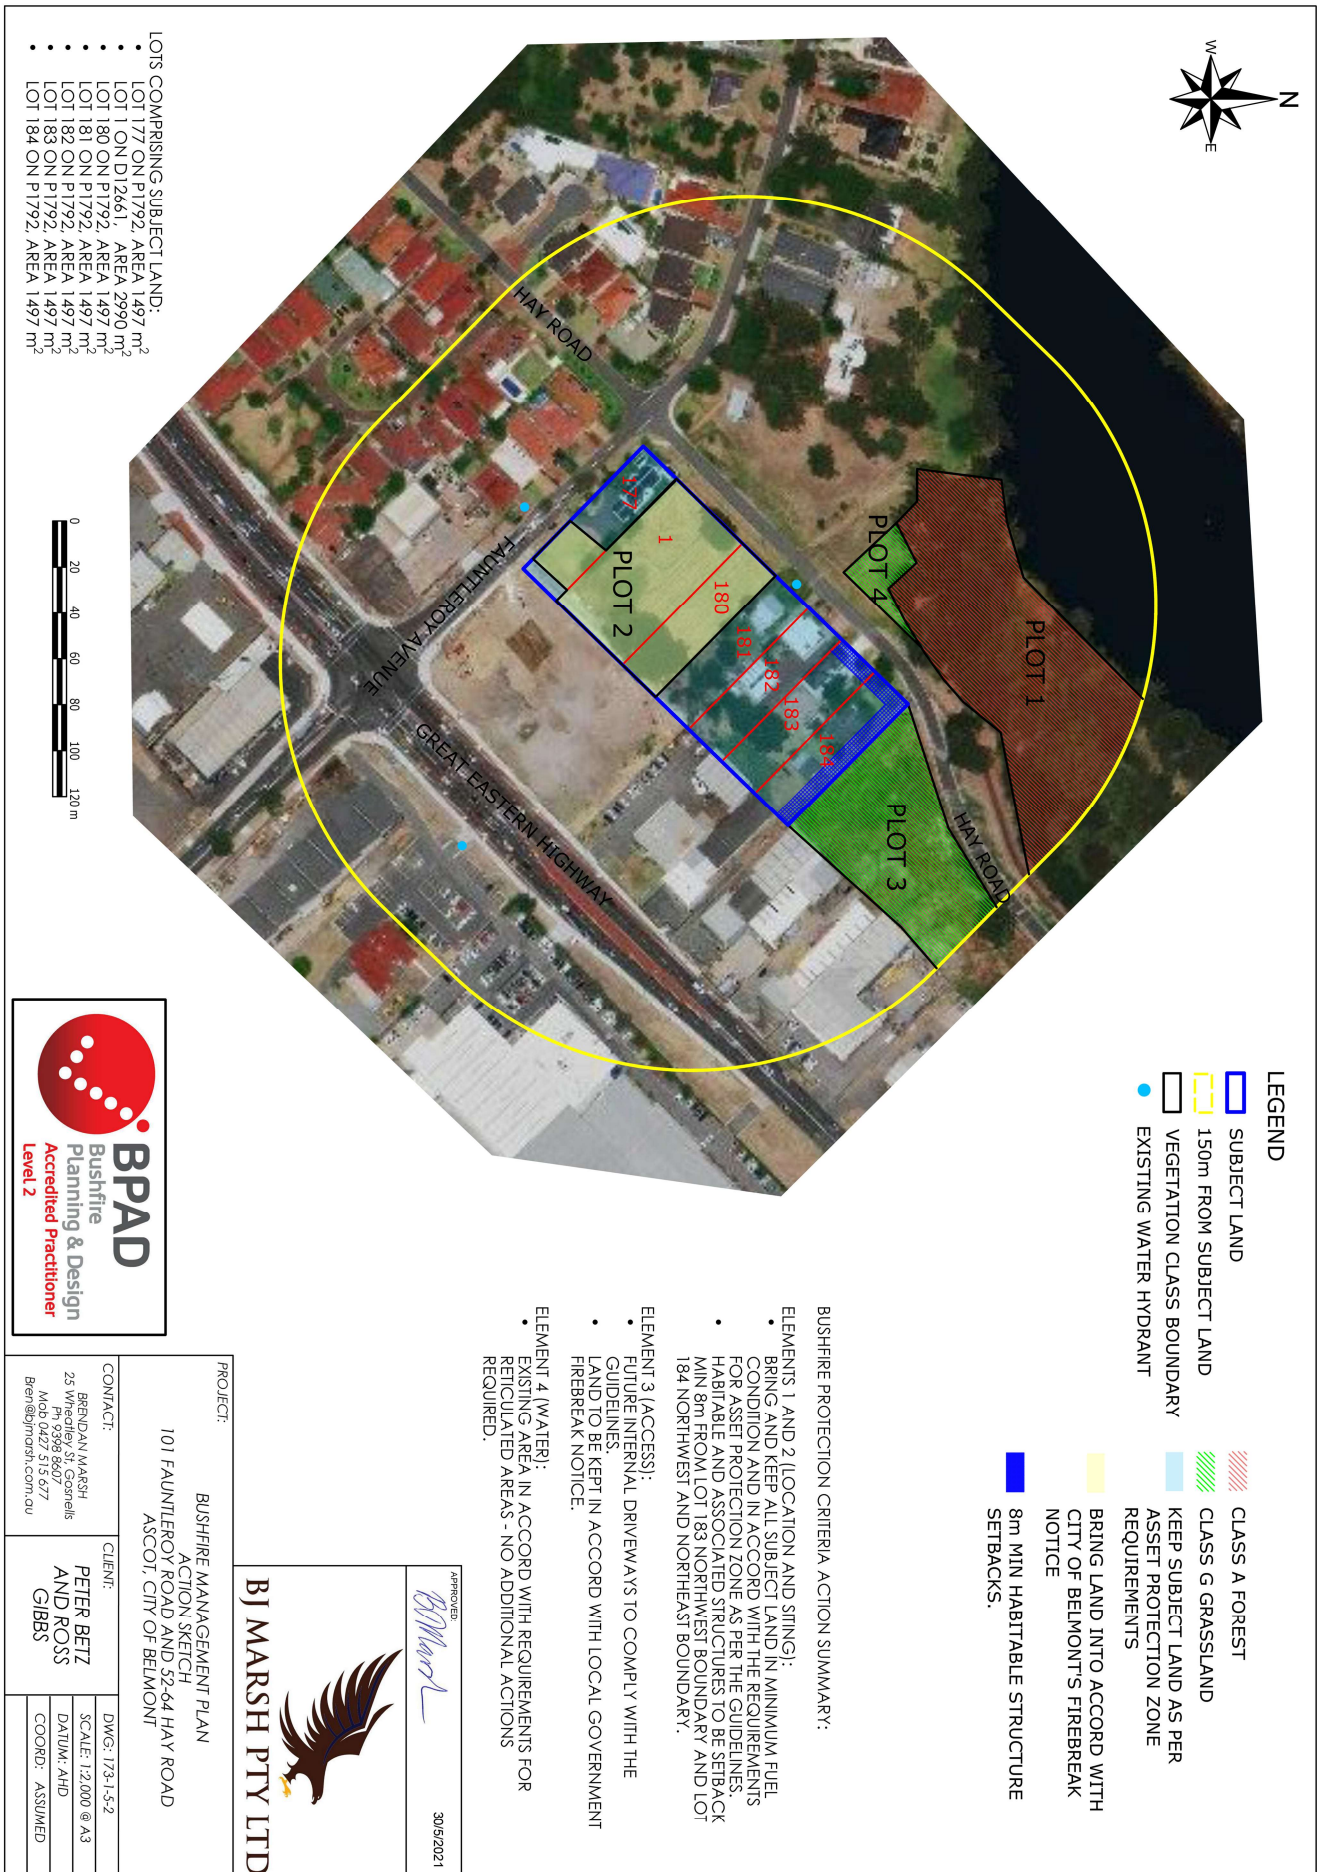 N
W
E
LOTS COMPRISING SUBJECT LAND:
• LOT 177 ON P1792, AREA 1497 m²
• LOT 1 ON D12661, AREA 2990 m²
• LOT 180 ON P1792, AREA 1497 m²
• LOT 181 ON P1792, AREA 1497 m²
• LOT 182 ON P1792, AREA 1497 m²
• LOT 183 ON P1792, AREA 1497 m²
• LOT 184 ON P1792, AREA 1497 m²
PLOT 1
PLOT 4
PLOT 3
PLOT 2
HAY ROAD
HAY ROAD
FAUNTLEROY AVENUE
GREAT EASTERN HIGHWAY
177
1
180
181
182
183
184
0 20 40 60 80 100 120 m
LEGEND
SUBJECT LAND
150m FROM SUBJECT LAND
VEGETATION CLASS BOUNDARY
EXISTING WATER HYDRANT
CLASS A FOREST
CLASS G GRASSLAND
KEEP SUBJECT LAND AS PER
ASSET PROTECTION ZONE
REQUIREMENTS
BRING LAND INTO ACCORD WITH
CITY OF BELMONT'S FIREBREAK
NOTICE
8m MIN HABITABLE STRUCTURE
SETBACKS.
BUSHFIRE PROTECTION CRITERIA ACTION SUMMARY:
ELEMENTS 1 AND 2 (LOCATION AND SITING):
• BRING AND KEEP ALL SUBJECT LAND IN MINIMUM FUEL
CONDITION AND IN ACCORD WITH THE REQUIREMENTS
FOR ASSET PROTECTION ZONE AS PER THE GUIDELINES.
• HABITABLE AND ASSOCIATED STRUCTURES TO BE SETBACK
MIN 8m FROM LOT 183 NORTHWEST BOUNDARY AND LOT
184 NORTHWEST AND NORTHEAST BOUNDARY.
ELEMENT 3 (ACCESS):
• FUTURE INTERNAL DRIVEWAYS TO COMPLY WITH THE
GUIDELINES.
• LAND TO BE KEPT IN ACCORD WITH LOCAL GOVERNMENT
FIREBREAK NOTICE.
ELEMENT 4 (WATER):
• EXISTING AREA IN ACCORD WITH REQUIREMENTS FOR
RETICULATED AREAS - NO ADDITIONAL ACTIONS
REQUIRED.
BPAD
Bushfire
Planning & Design
Accredited Practitioner
Level 2
APPROVED:
BJMarsh
30/5/2021
BJ MARSH PTY LTD
PROJECT:
BUSHFIRE MANAGEMENT PLAN
ACTION SKETCH
101 FAUNTLEROY ROAD AND 52-64 HAY ROAD
ASCOT, CITY OF BELMONT
CONTACT:
BRENDAN MARSH
25 Wheatley St, Gosnells
Ph 9398 8607
Mob 0427 515 677
Bren@bjmarsh.com.au
CLIENT:
PETER BETZ
AND ROSS
GIBBS
DWG: 173-1-5-2
SCALE: 1:2,000 @ A3
DATUM: AHD
COORD: ASSUMED